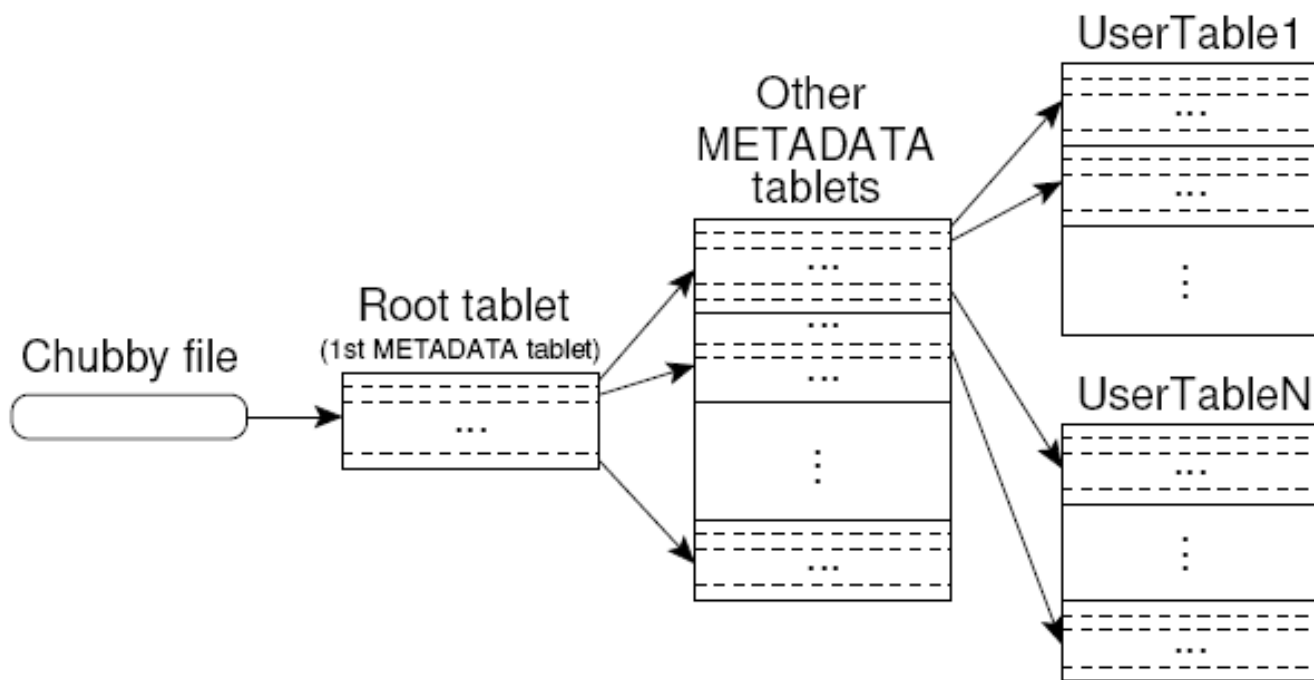 UserTable1
...
...
⋮
Other
METADATA
tablets
...
...
...
⋮
...
Root tablet
(1st METADATA tablet)
...
Chubby file
UserTableN
...
⋮
...